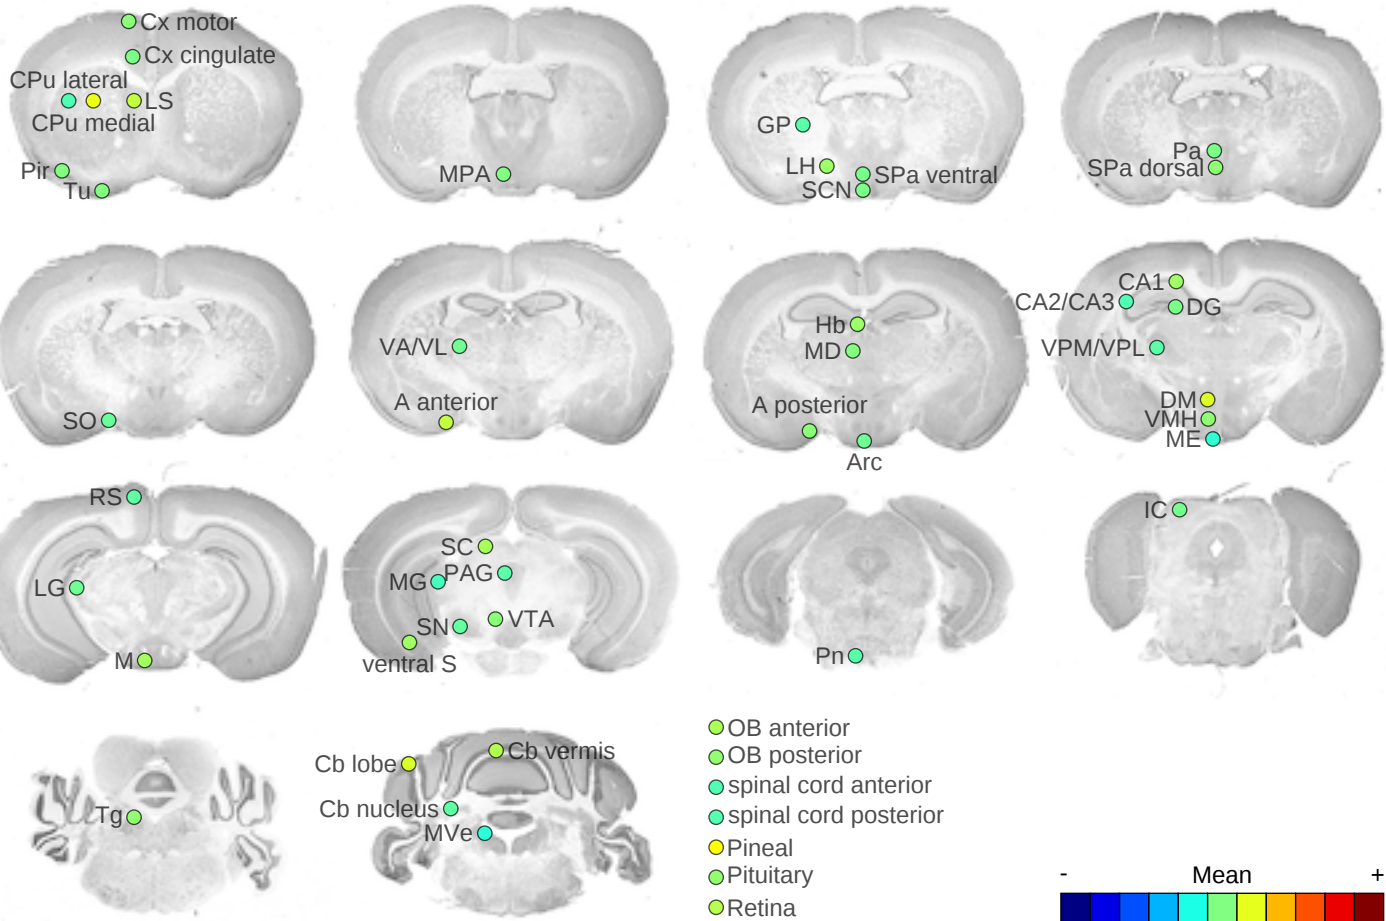 Cx motor
Cx cingulate
CPu lateral
LS
CPu medial
Pir
Tu
MPA
GP
LH
SPa ventral
SCN
Pa
SPa dorsal
SO
VA/VL
A anterior
Hb
MD
A posterior
Arc
CA1
CA2/CA3
DG
VPM/VPL
DM
VMH
ME
RS
LG
M
SC
MG
PAG
SN
VTA
ventral S
Pn
IC
Tg
Cb lobe
Cb vermis
Cb nucleus
MVe
OB anterior
OB posterior
spinal cord anterior
spinal cord posterior
Pineal
Pituitary
Retina
- Mean +